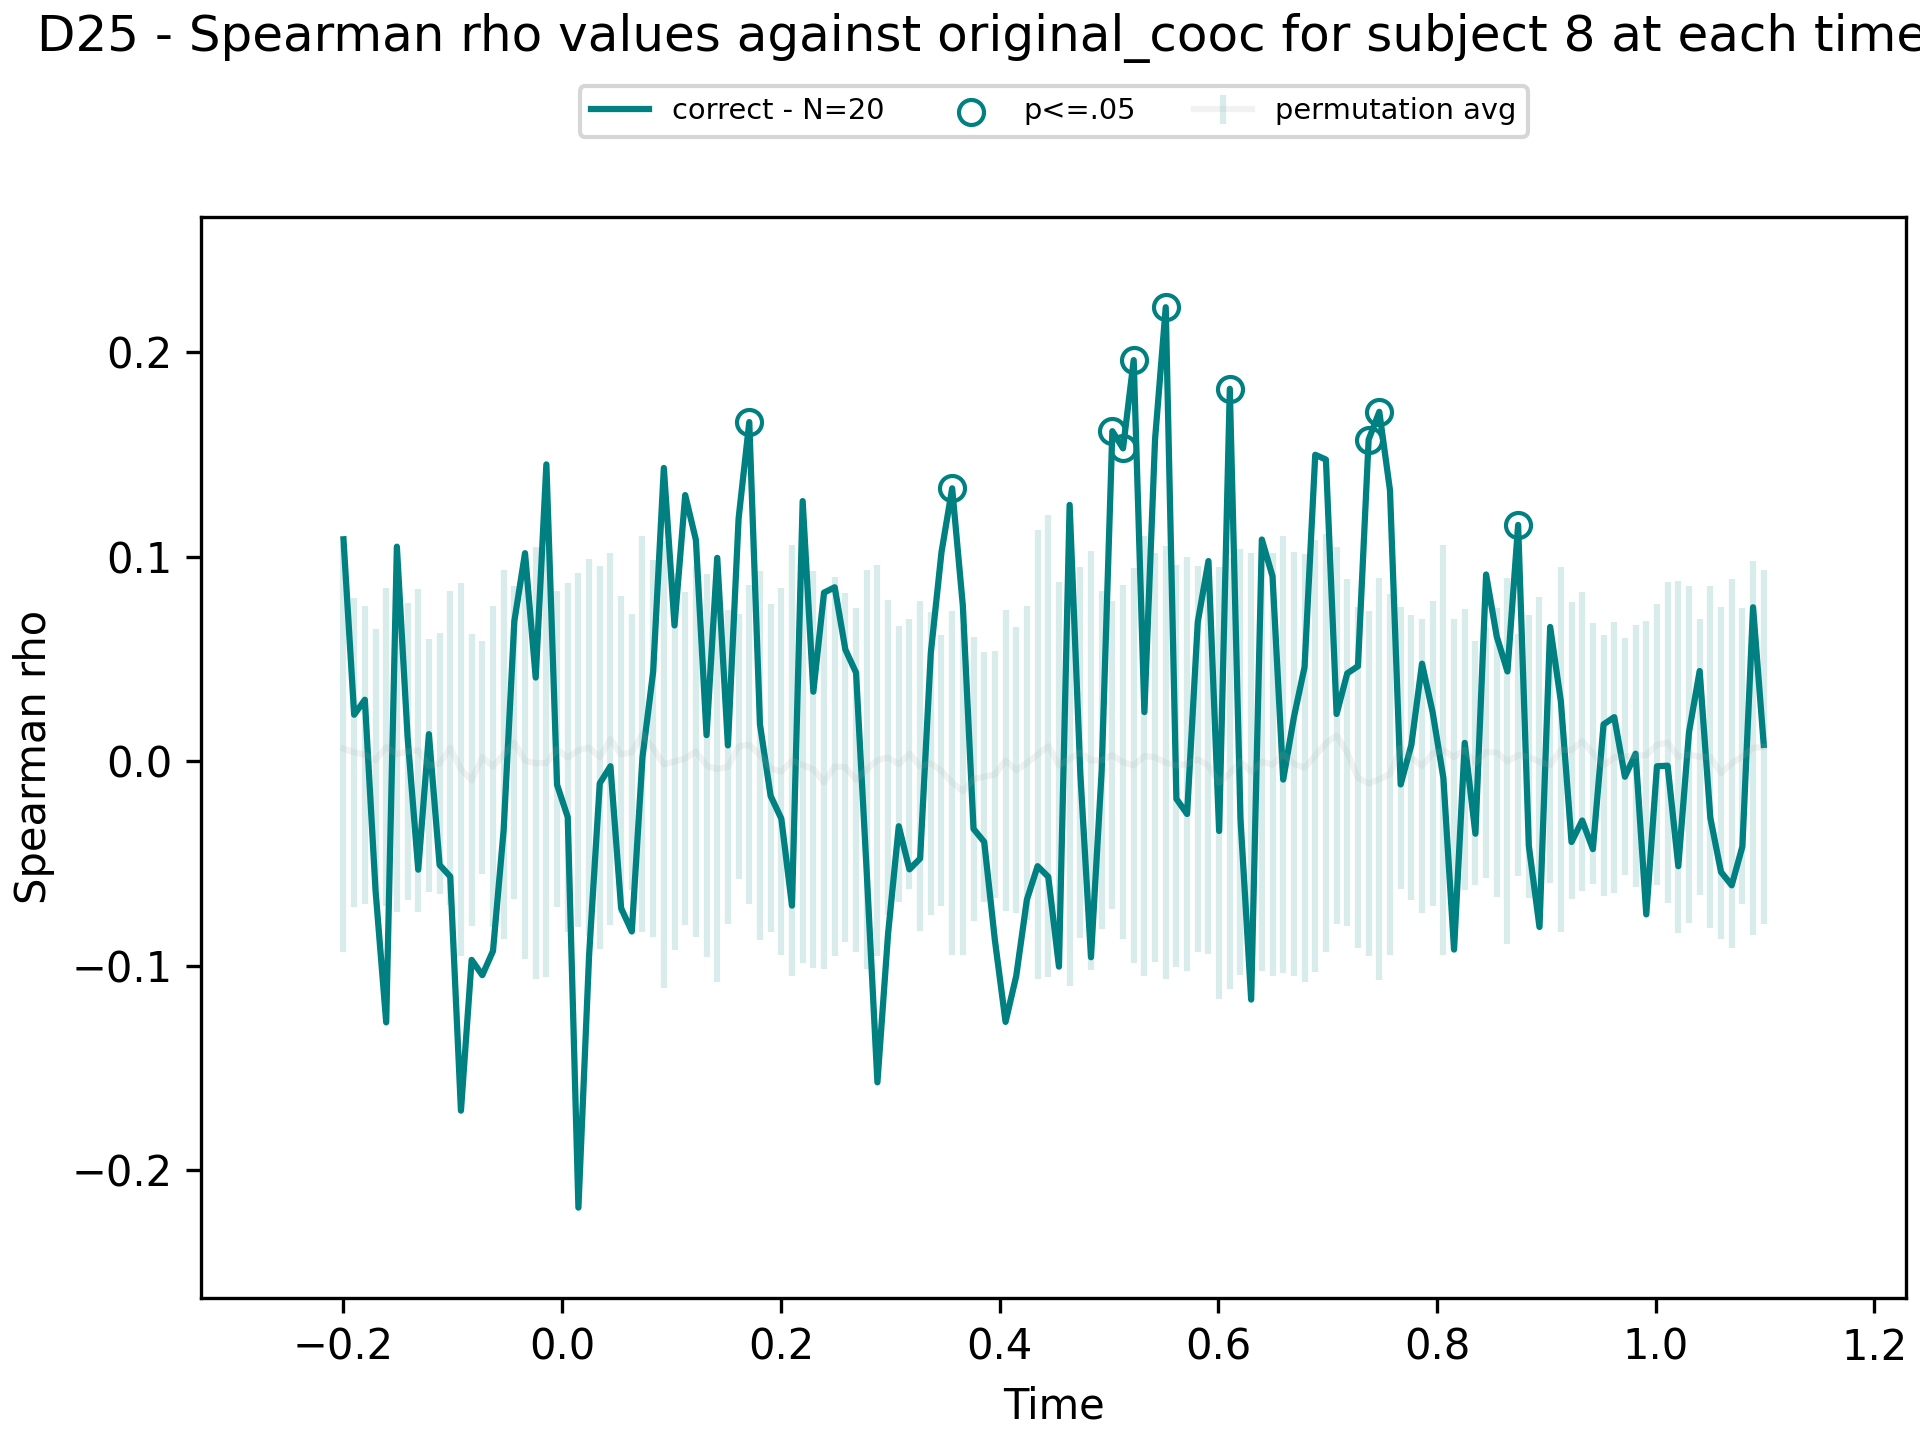 D25 - Spearman rho values against original_cooc for subject 8 at each time
correct - N=20 p<=.05 permutation avg
0.2
0.1
0.0
−0.1
−0.2
Spearman rho
−0.2 0.0 0.2 0.4 0.6 0.8 1.0 1.2
Time